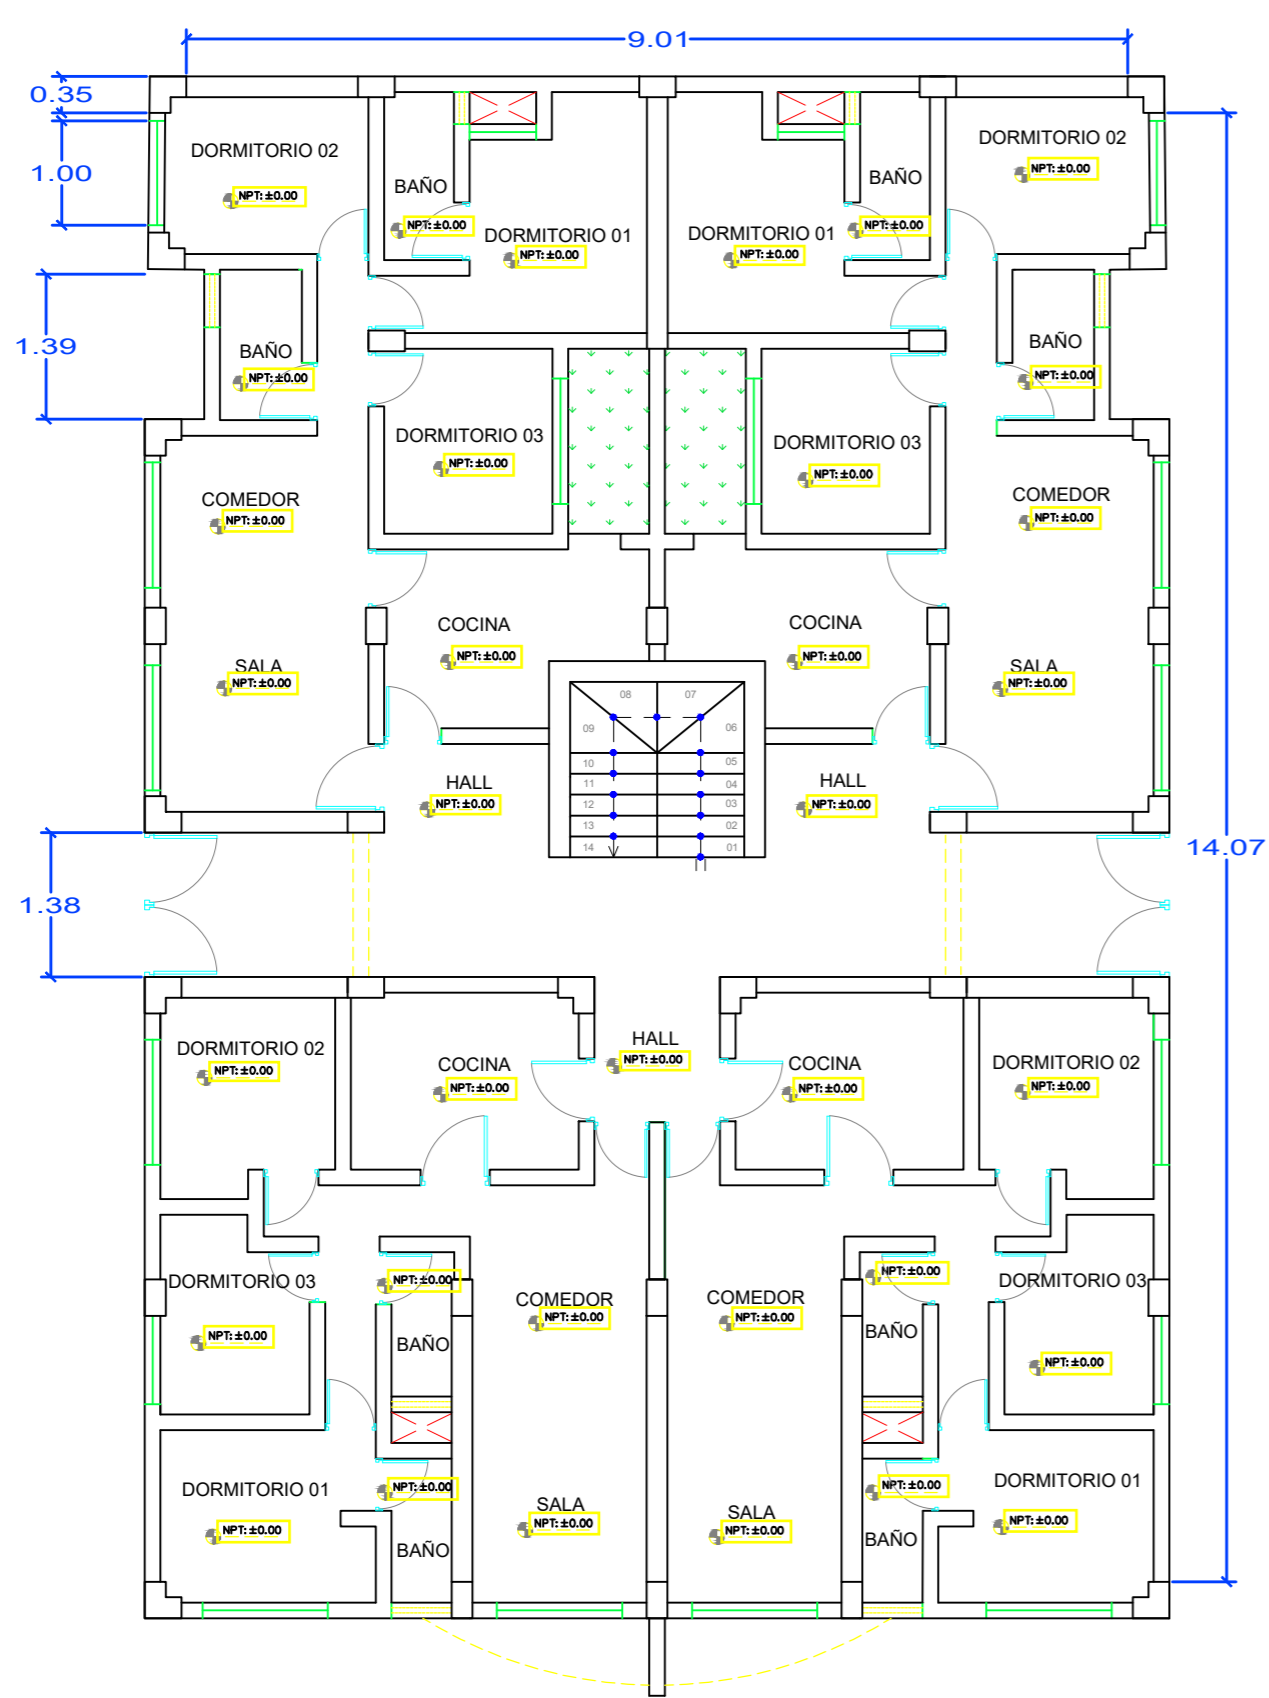 9.01
0.35
1.00
1.39
1.38
14.07
DORMITORIO 02
NPT: ±0.00
BAÑO
NPT: ±0.00
DORMITORIO 01
NPT: ±0.00
DORMITORIO 01
NPT: ±0.00
BAÑO
NPT: ±0.00
DORMITORIO 02
NPT: ±0.00
BAÑO
NPT: ±0.00
DORMITORIO 03
NPT: ±0.00
DORMITORIO 03
NPT: ±0.00
BAÑO
NPT: ±0.00
COMEDOR
NPT: ±0.00
COMEDOR
NPT: ±0.00
SALA
NPT: ±0.00
COCINA
NPT: ±0.00
COCINA
NPT: ±0.00
SALA
NPT: ±0.00
08
07
09
06
10
05
11
04
12
03
13
02
14
01
HALL
NPT: ±0.00
HALL
NPT: ±0.00
DORMITORIO 02
NPT: ±0.00
COCINA
NPT: ±0.00
HALL
NPT: ±0.00
COCINA
NPT: ±0.00
DORMITORIO 02
NPT: ±0.00
DORMITORIO 03
NPT: ±0.00
NPT: ±0.00
BAÑO
COMEDOR
NPT: ±0.00
COMEDOR
NPT: ±0.00
NPT: ±0.00
BAÑO
DORMITORIO 03
NPT: ±0.00
DORMITORIO 01
NPT: ±0.00
NPT: ±0.00
BAÑO
SALA
NPT: ±0.00
SALA
NPT: ±0.00
NPT: ±0.00
BAÑO
DORMITORIO 01
NPT: ±0.00